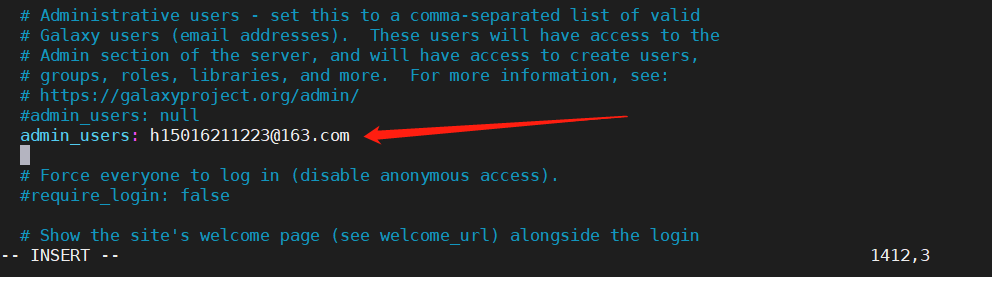 # Administrative users - set this to a comma-separated list of valid
# Galaxy users (email addresses).  These users will have access to the
# Admin section of the server, and will have access to create users,
# groups, roles, libraries, and more.  For more information, see:
# https://galaxyproject.org/admin/
#admin_users: null
admin_users: h15016211223@163.com
# Force everyone to log in (disable anonymous access).
#require_login: false
# Show the site's welcome page (see welcome_url) alongside the login
-- INSERT -- 1412,3